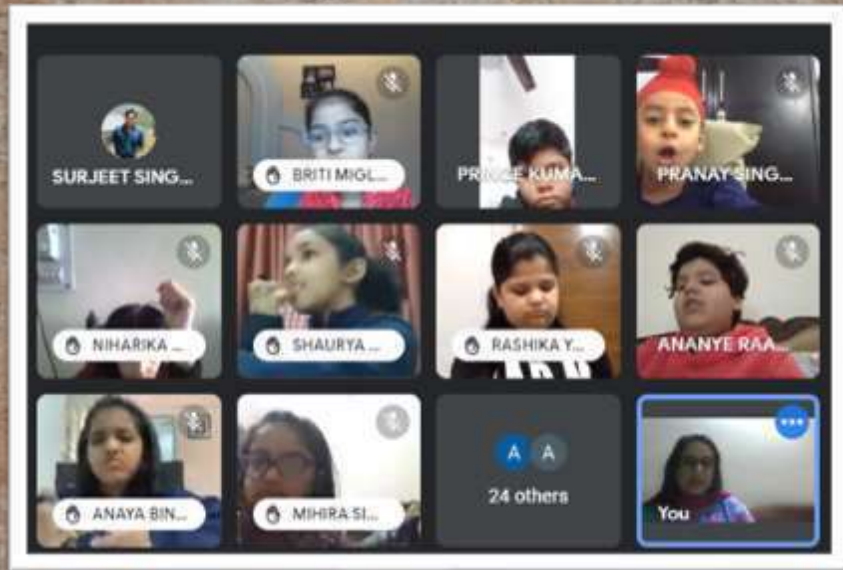 SURJEET SING...
BRITI MIGL...
PRINCE KUMA...
PRANAY SING...
NIHARIKA ...
SHAURYA ...
RASHIKA Y...
ANANYE RAA...
ANAYA BIN...
MIHIRA SI...
A A
24 others
You